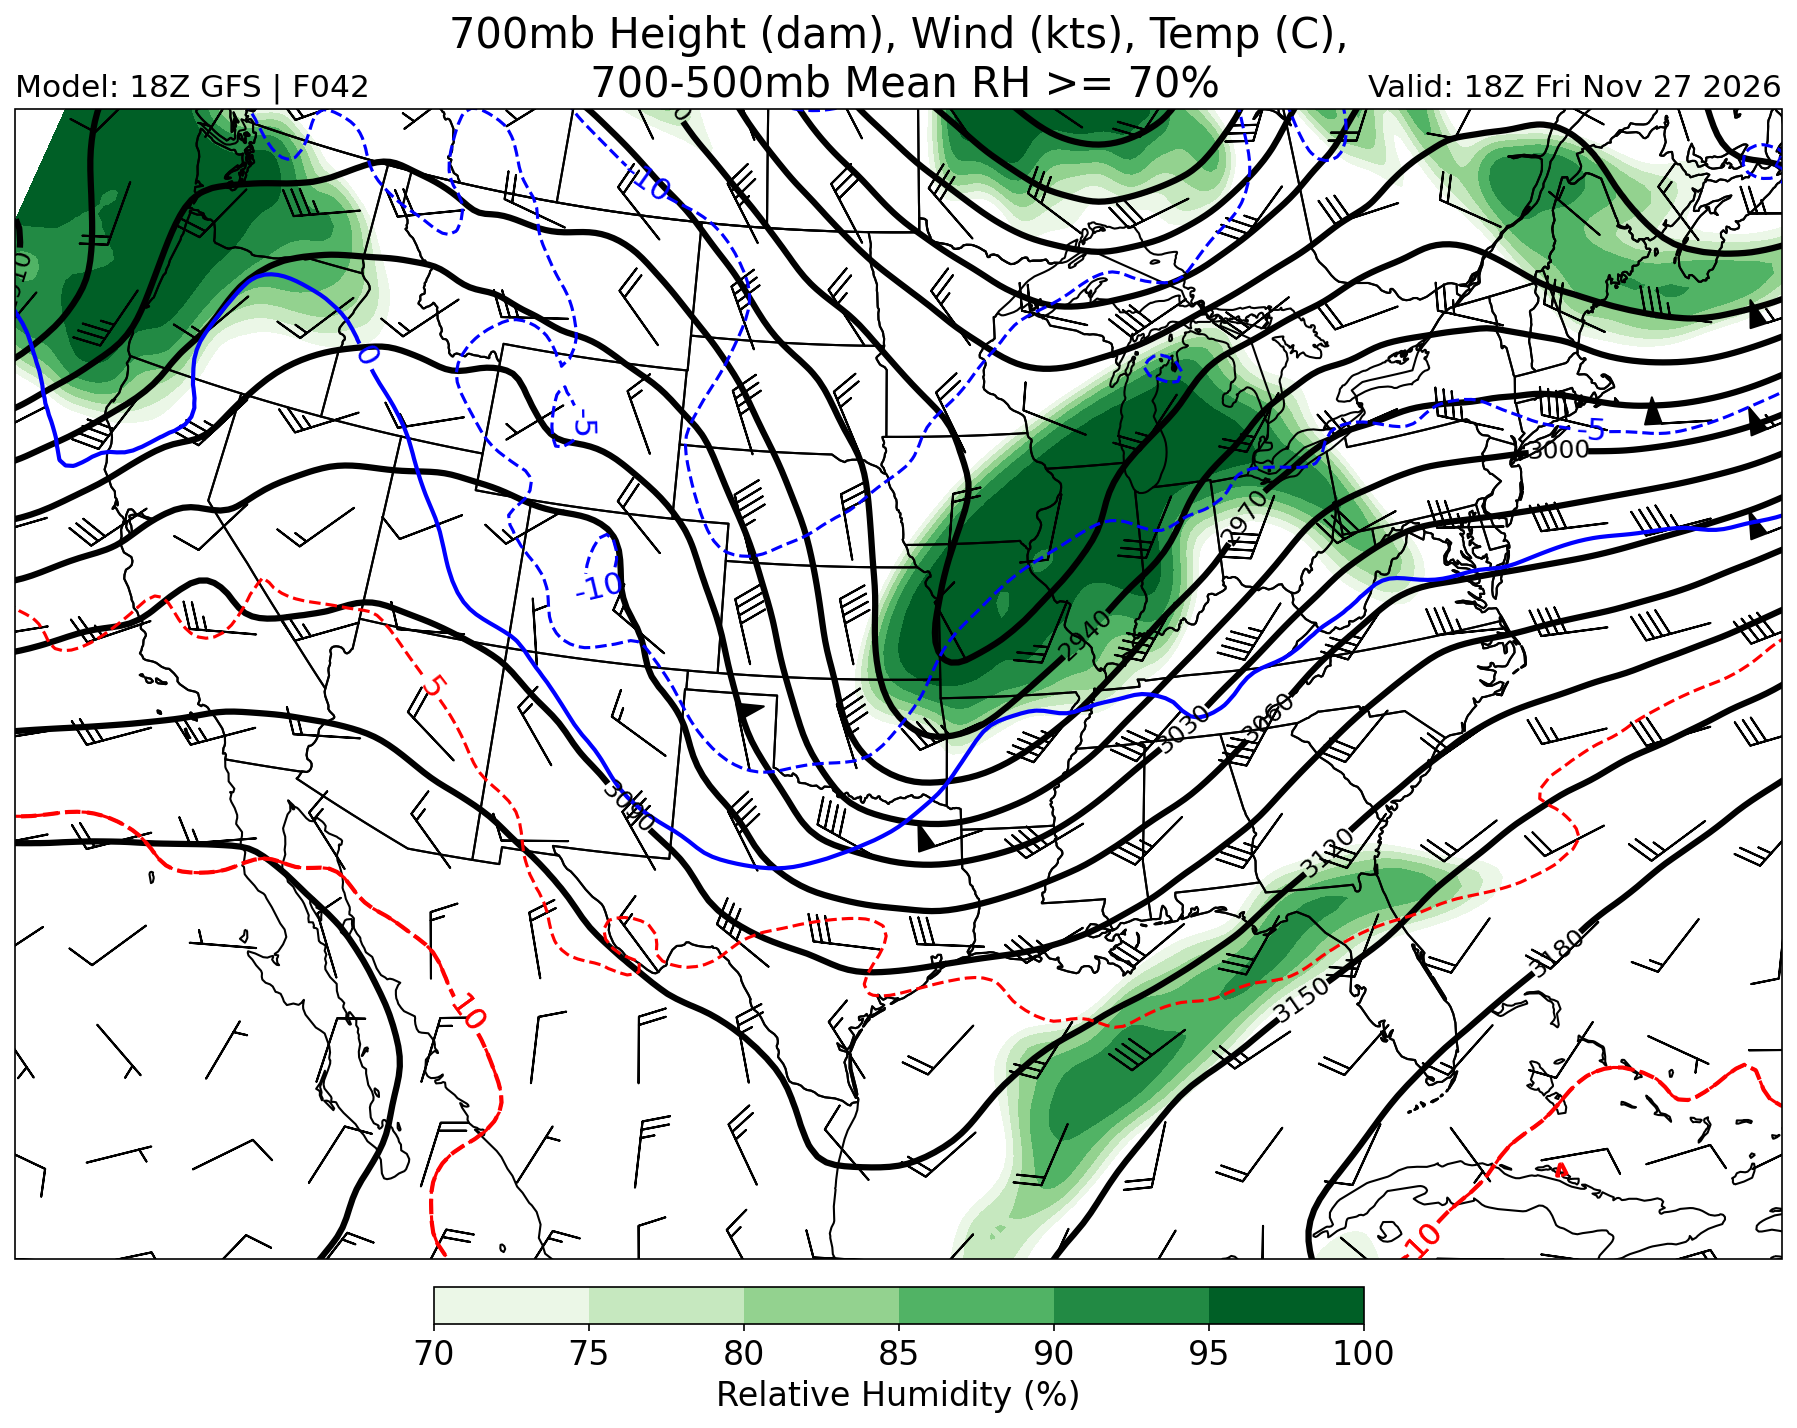 700mb Height (dam), Wind (kts), Temp (C),
700-500mb Mean RH >= 70%
Model: 18Z GFS | F042
Valid: 18Z Fri Nov 27 2026
-10
0
-5
-5
3000
2970
-10
2940
5
3030
3060
3090
3120
3180
3150
10
10
70 75 80 85 90 95 100
Relative Humidity (%)